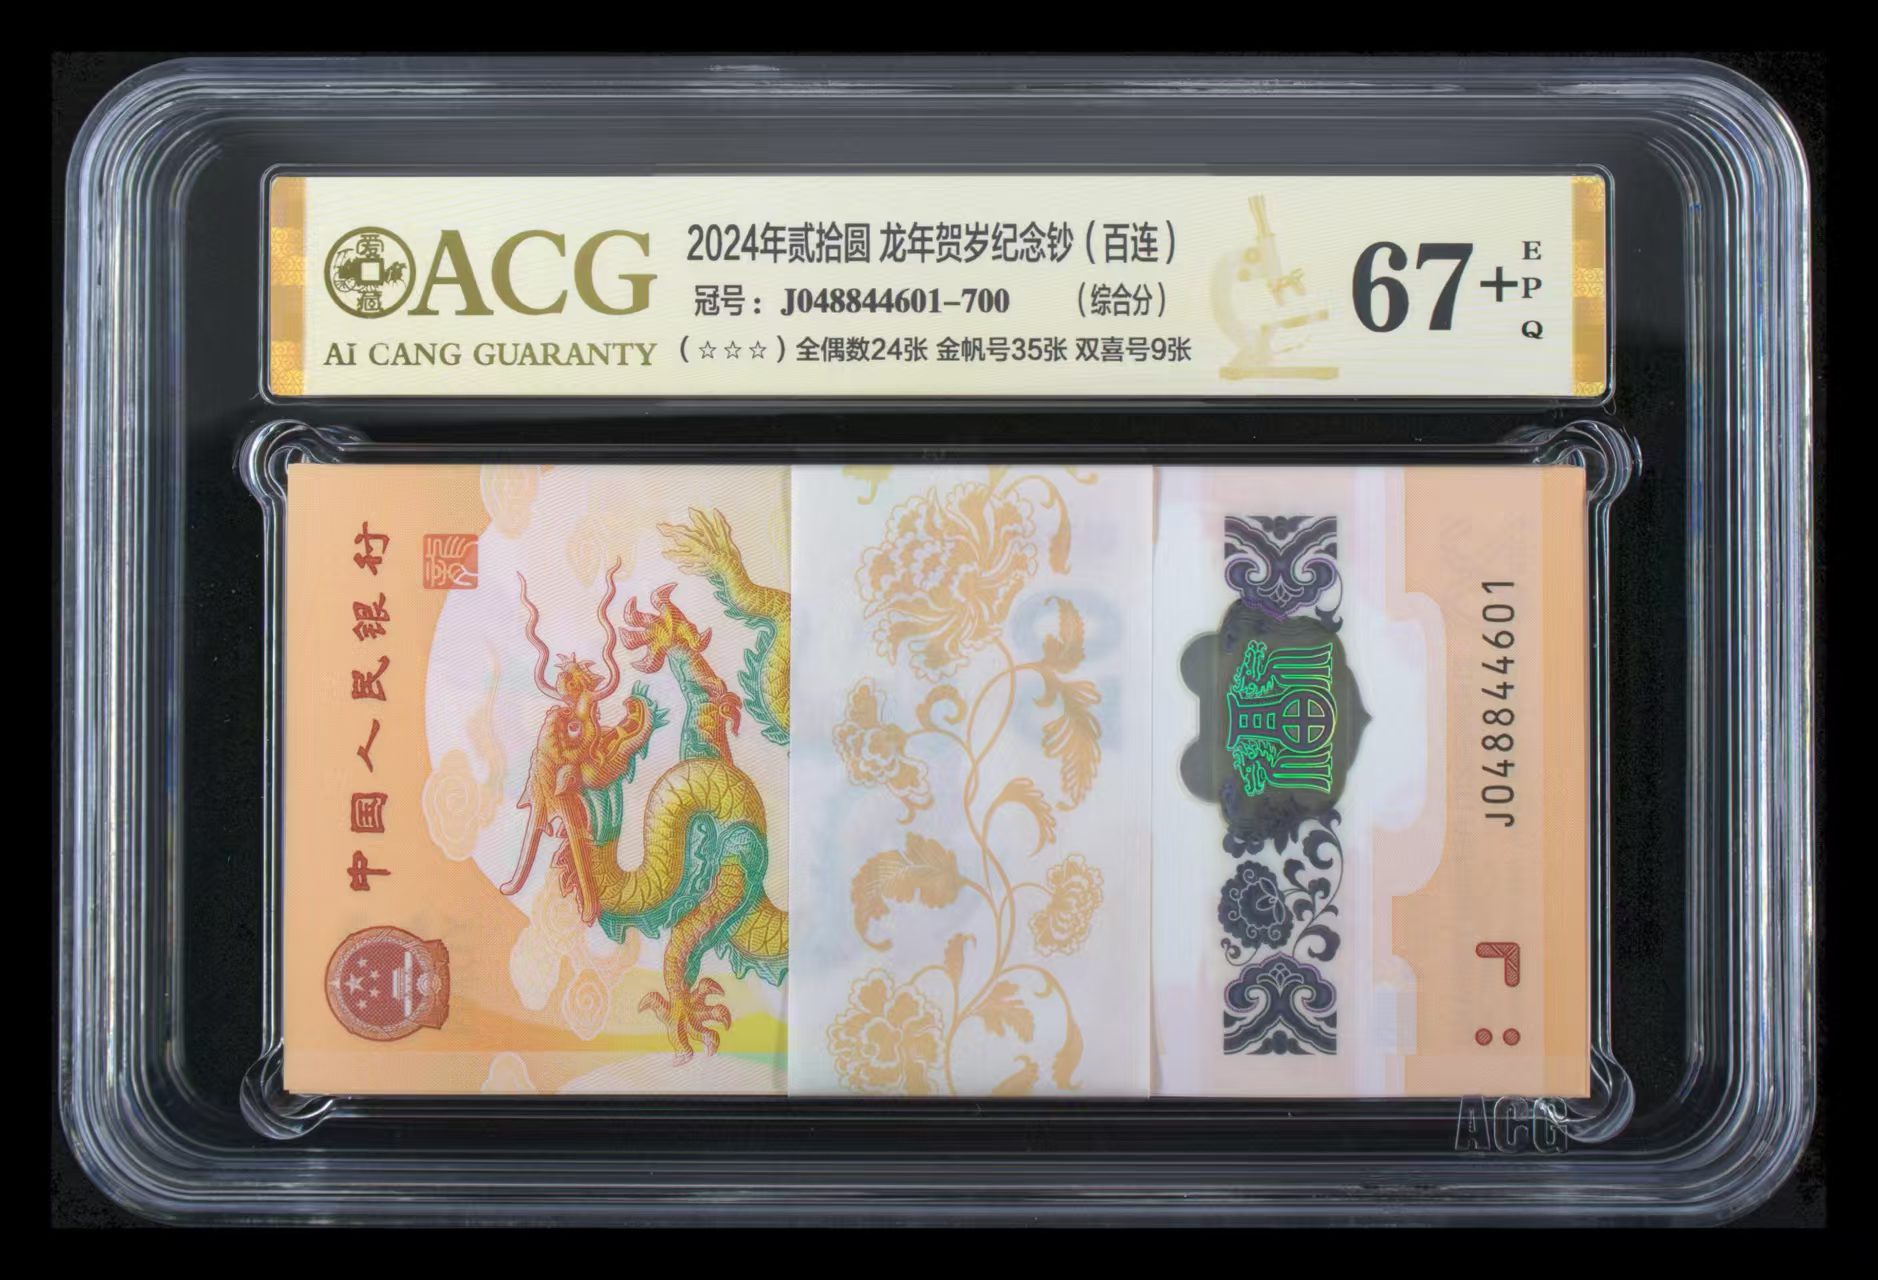 ACG
AI CANG GUARANTY
2024年贰拾圆 龙年贺岁纪念钞（百连）
冠号：J048844601-700 （综合分）
（☆☆☆）全偶数24张 金帆号35张 双喜号9张
67+
EPQ
中国人民银行
J048844601
ACG